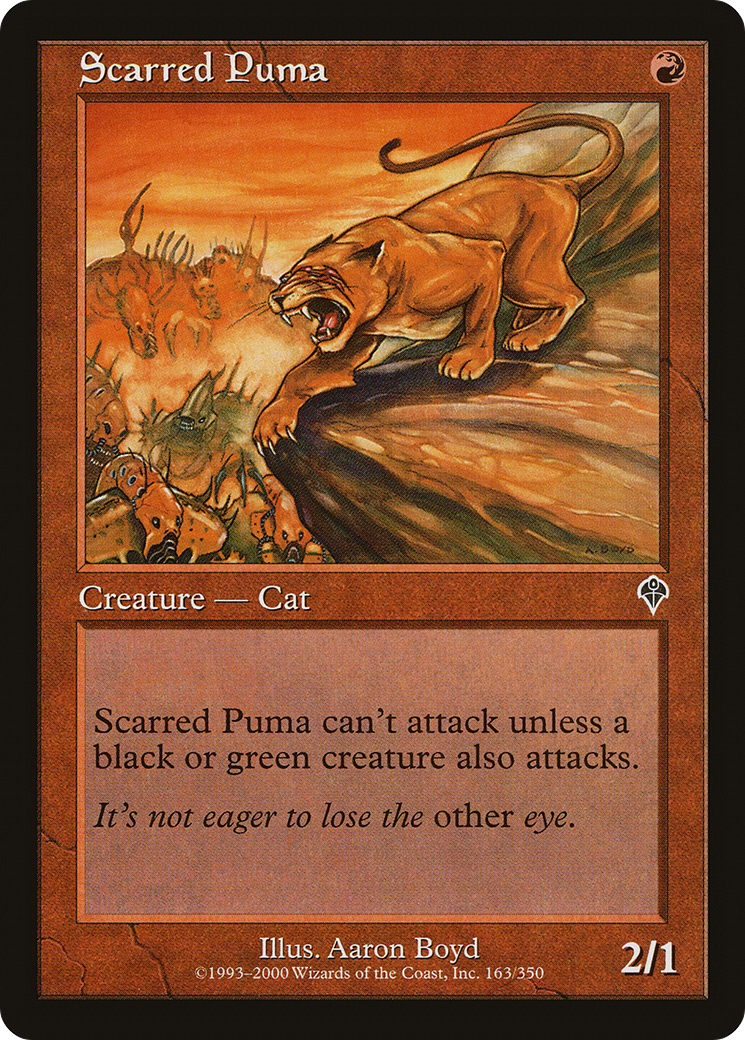 Scarred Puma
A. BOYD
Creature — Cat
Scarred Puma can't attack unless a
black or green creature also attacks.
It's not eager to lose the other eye.
Illus. Aaron Boyd
©1993–2000 Wizards of the Coast, Inc. 163/350
2/1